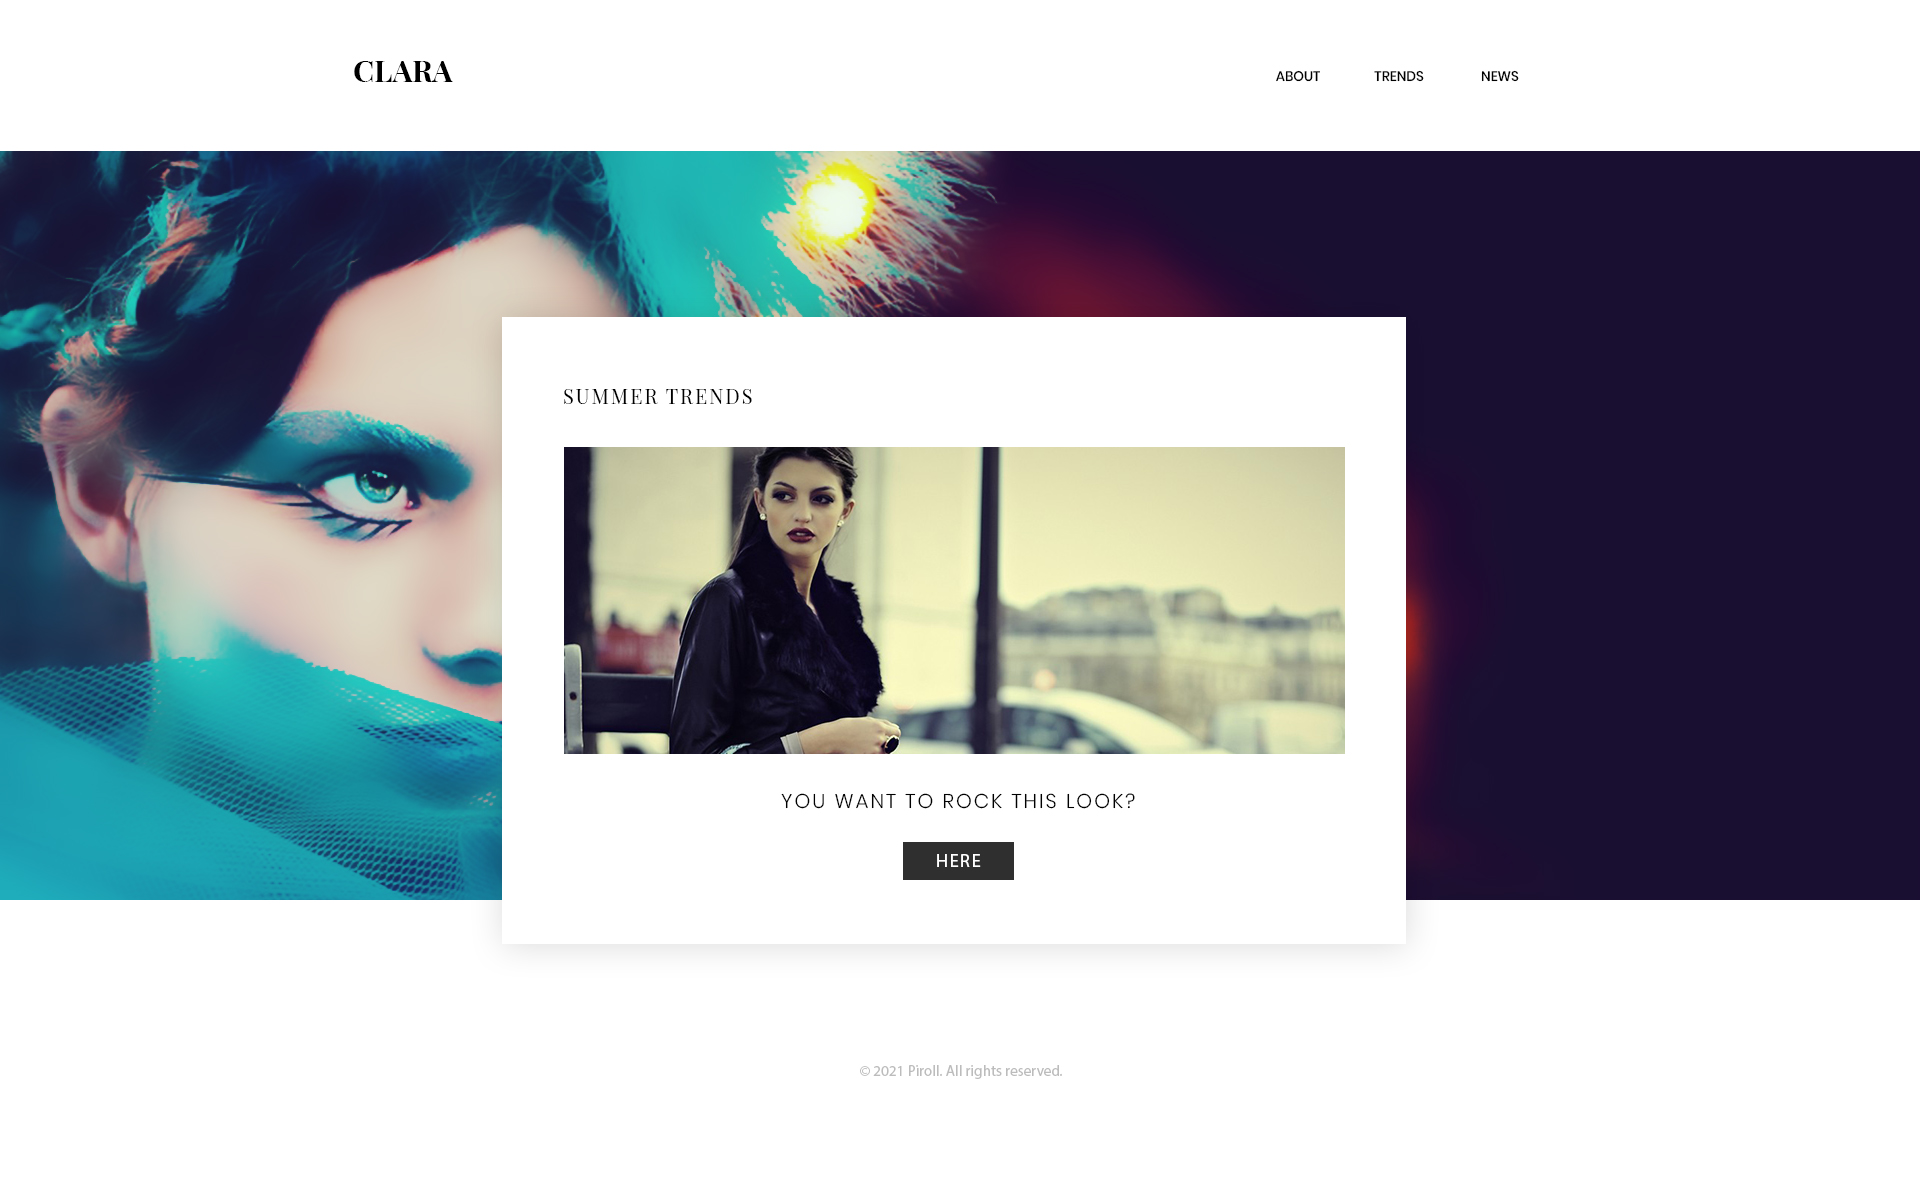 CLARA
ABOUT TRENDS NEWS
SUMMER TRENDS
YOU WANT TO ROCK THIS LOOK?
HERE
© 2021 Piroll. All rights reserved.